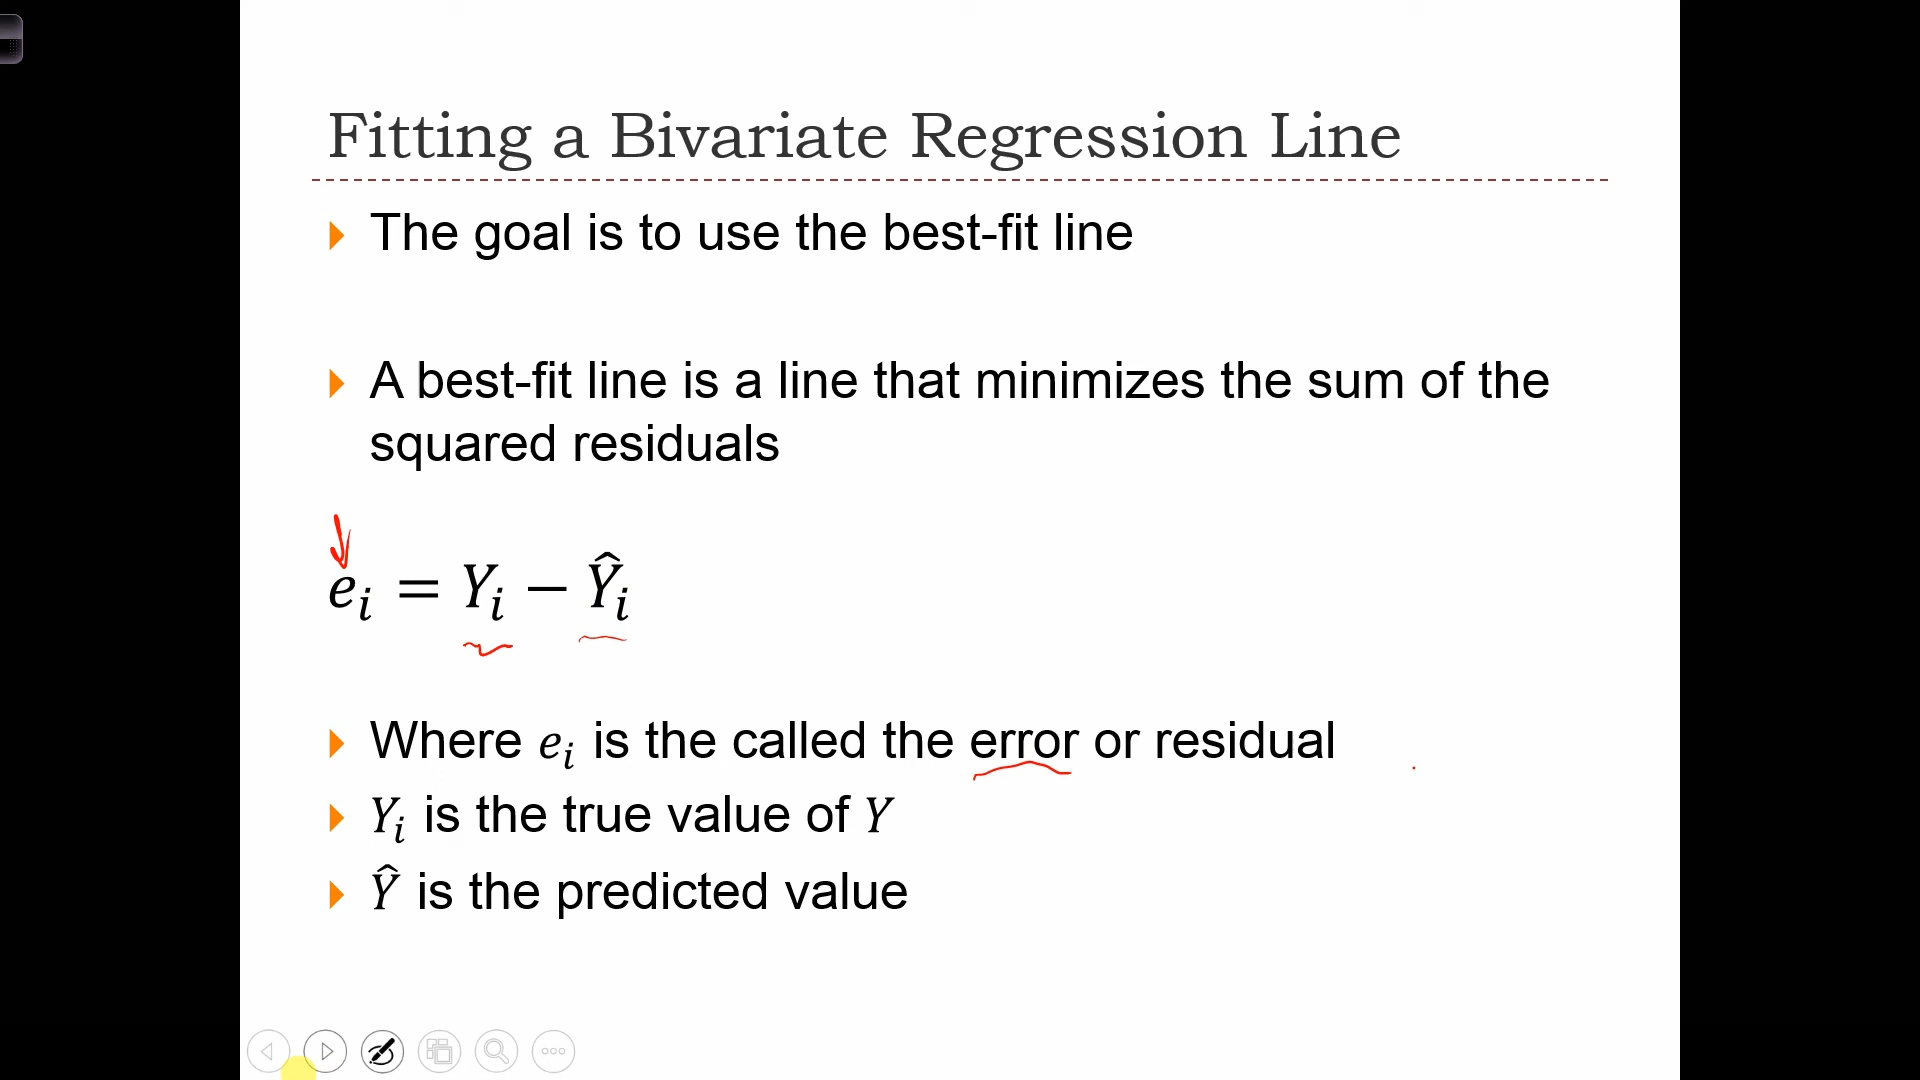 Fitting a Bivariate Regression Line
The goal is to use the best-fit line
A best-fit line is a line that minimizes the sum of the
squared residuals
eᵢ = Yᵢ − Ŷᵢ
Where eᵢ is the called the error or residual
Yᵢ is the true value of Y
Ŷ is the predicted value